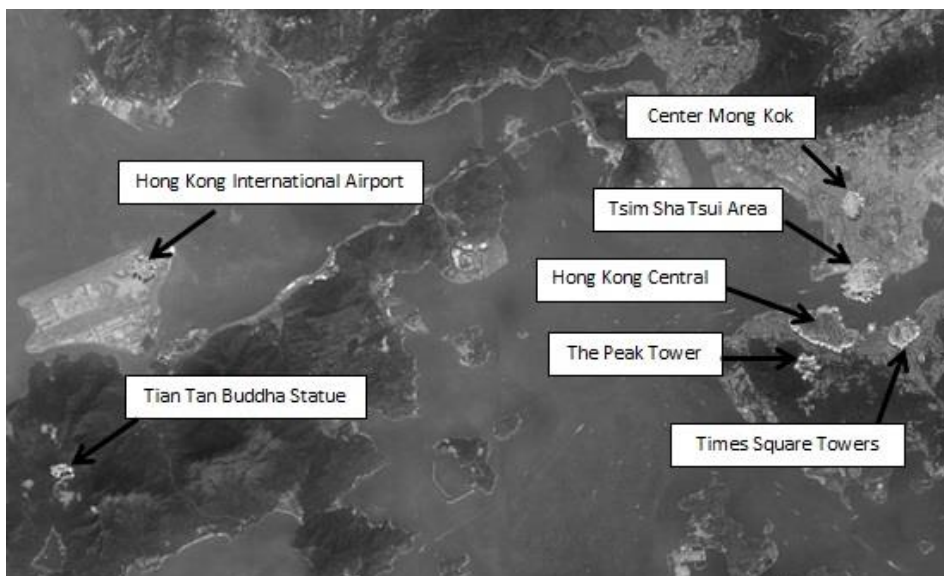 Center Mong Kok
Hong Kong International Airport
Tsim Sha Tsui Area
Hong Kong Central
The Peak Tower
Tian Tan Buddha Statue
Times Square Towers